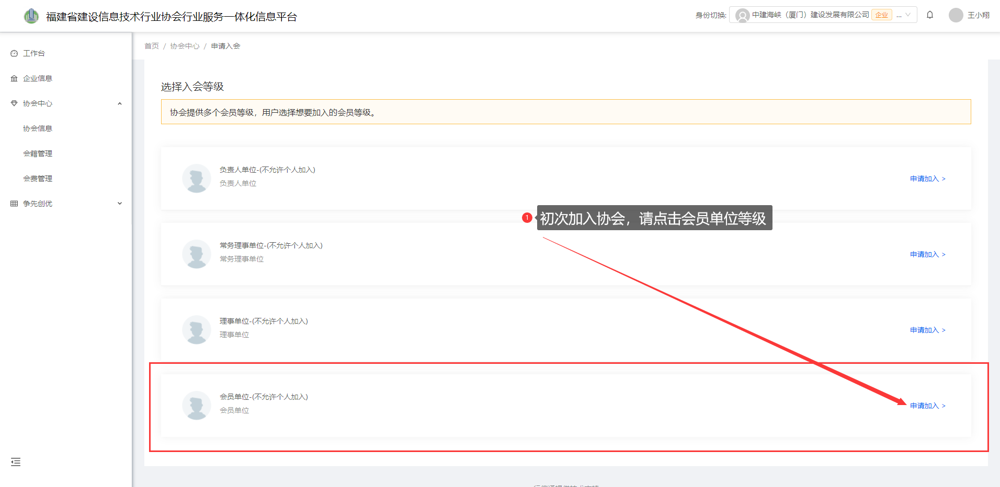 福建省建设信息技术行业协会行业服务一体化信息平台
身份切换: 中建海峡（厦门）建设发展有限公司 企业 ... 王小翔
首页 / 协会中心 / 申请入会
工作台
企业信息
协会中心
协会信息
会籍管理
会费管理
争先创优
选择入会等级
协会提供多个会员等级，用户选择想要加入的会员等级。
负责人单位-(不允许个人加入)
负责人单位
申请加入 >
1 初次加入协会，请点击会员单位等级
常务理事单位-(不允许个人加入)
常务理事单位
申请加入 >
理事单位-(不允许个人加入)
理事单位
申请加入 >
会员单位-(不允许个人加入)
会员单位
申请加入 >